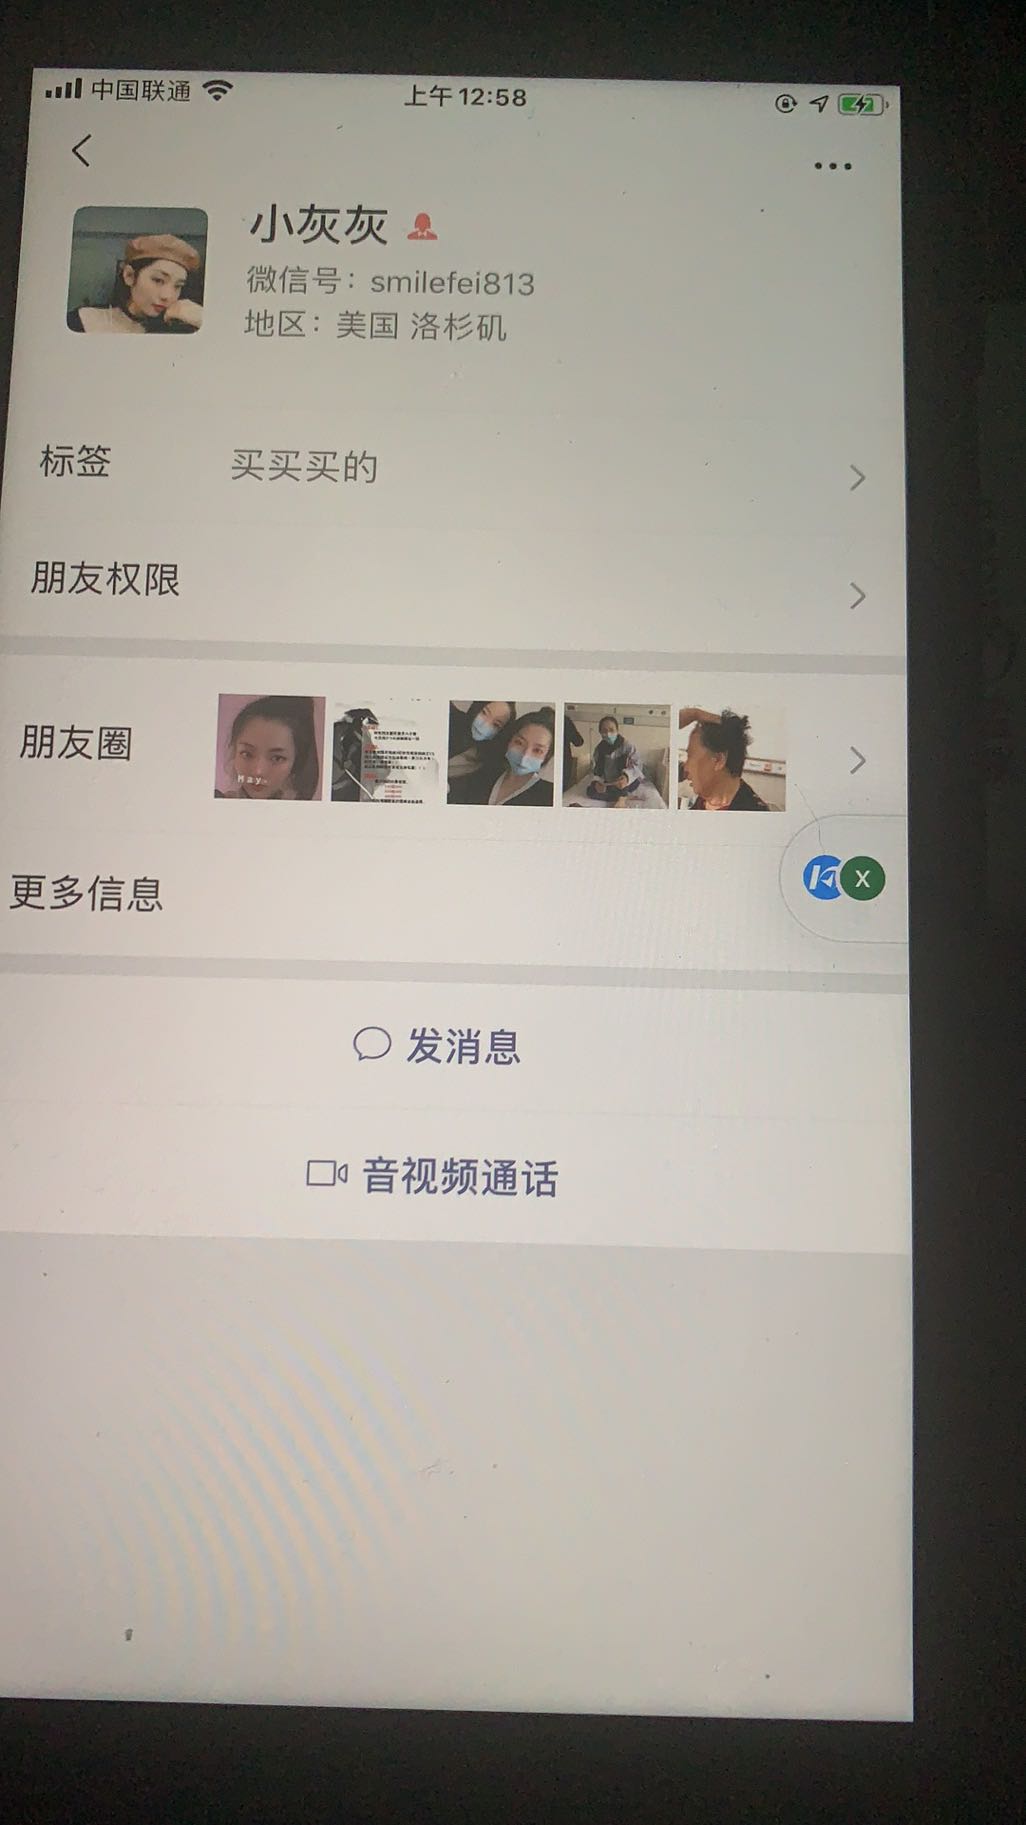 中国联通
上午12:58
小灰灰
微信号：smilefei813
地区：美国 洛杉矶
标签 买买买的
朋友权限
朋友圈
May
更多信息
X
发消息
音视频通话